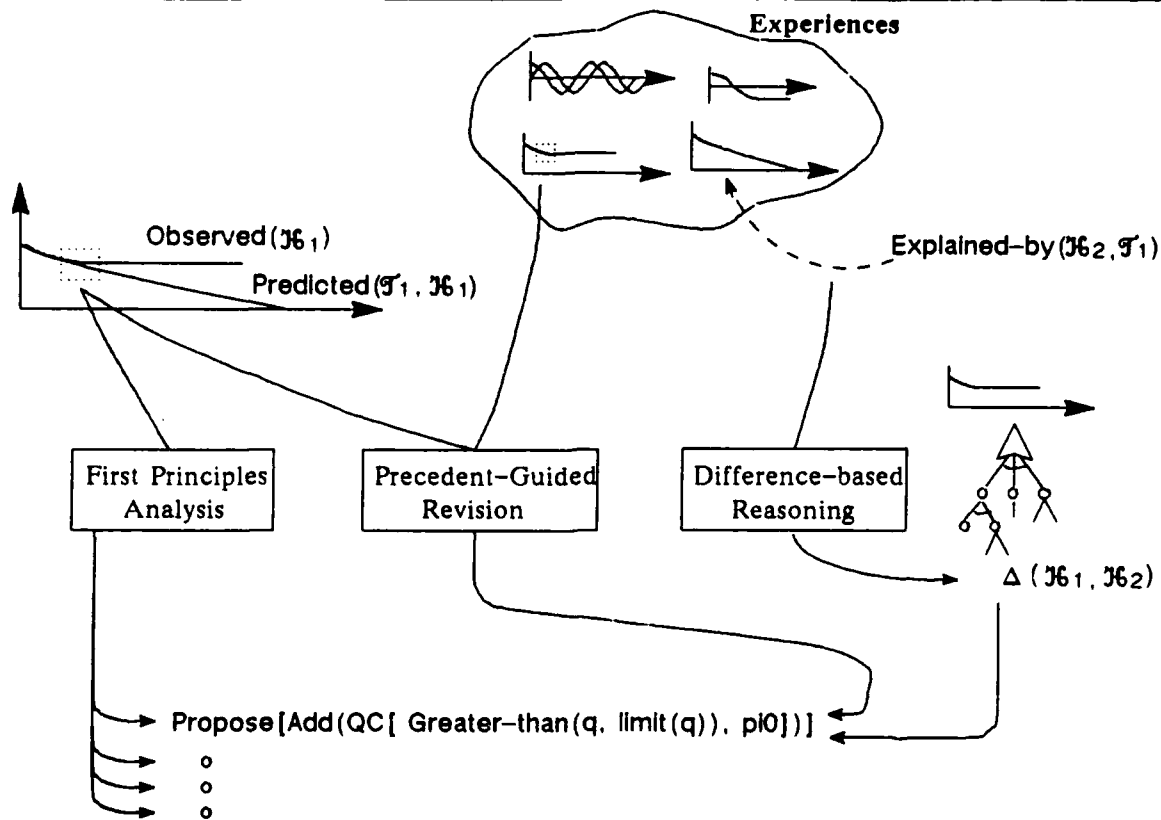 Experiences
Observed(ℋ1)
Predicted(𝒯1, ℋ1)
Explained-by(ℋ2,𝒯1)
First Principles
Analysis
Precedent-Guided
Revision
Difference-based
Reasoning
Δ(ℋ1, ℋ2)
Propose[Add(QC[ Greater-than(q, limit(q)), pi0])]